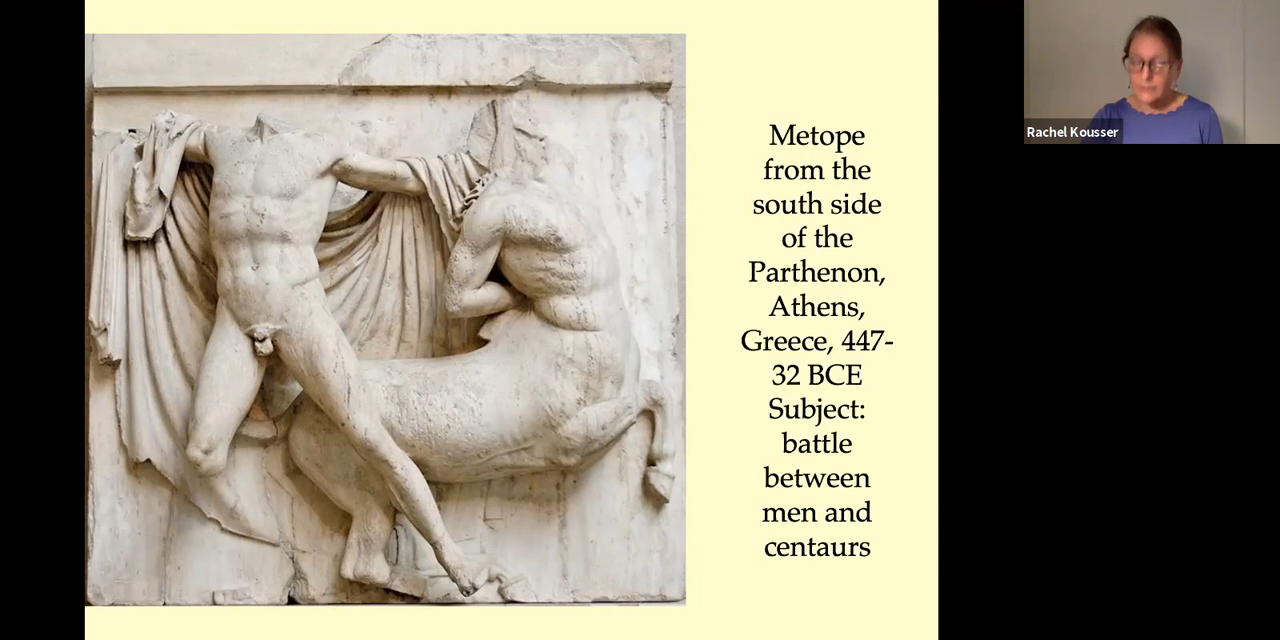 Metope
from the
south side
of the
Parthenon,
Athens,
Greece, 447-
32 BCE
Subject:
battle
between
men and
centaurs
Rachel Kousser